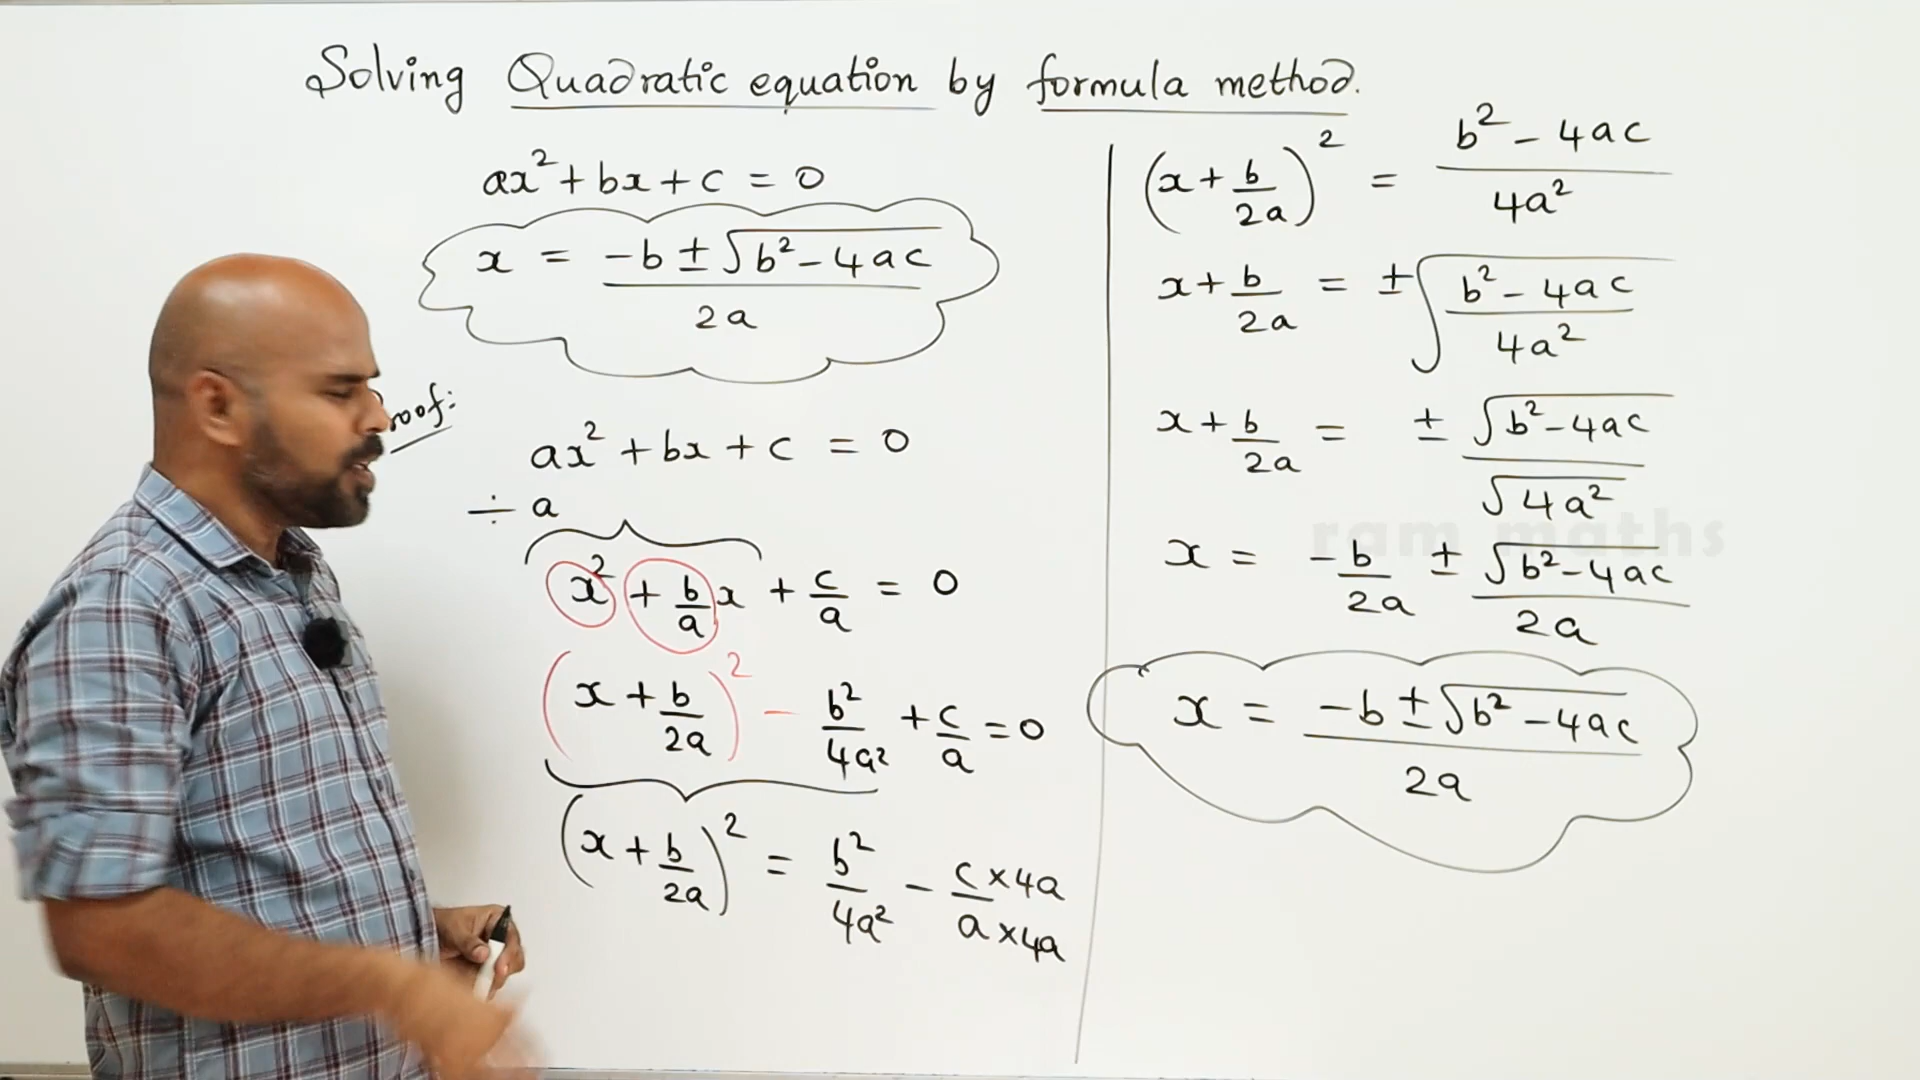 Solving Quadratic equation by formula method.
ax² + bx + c = 0
x = (-b ± √(b² - 4ac)) / 2a
ax² + bx + c = 0
÷ a
x² + b/a x + c/a = 0
(x + b/2a)² - b²/4a² + c/a = 0
(x + b/2a)² = b²/4a² - c×4a/a×4a
(x + b/2a)² = (b² - 4ac) / 4a²
x + b/2a = ± √((b² - 4ac) / 4a²)
x + b/2a = ± √(b² - 4ac) / √(4a²)
ram maths
x = -b/2a ± √(b² - 4ac) / 2a
x = (-b ± √(b² - 4ac)) / 2a